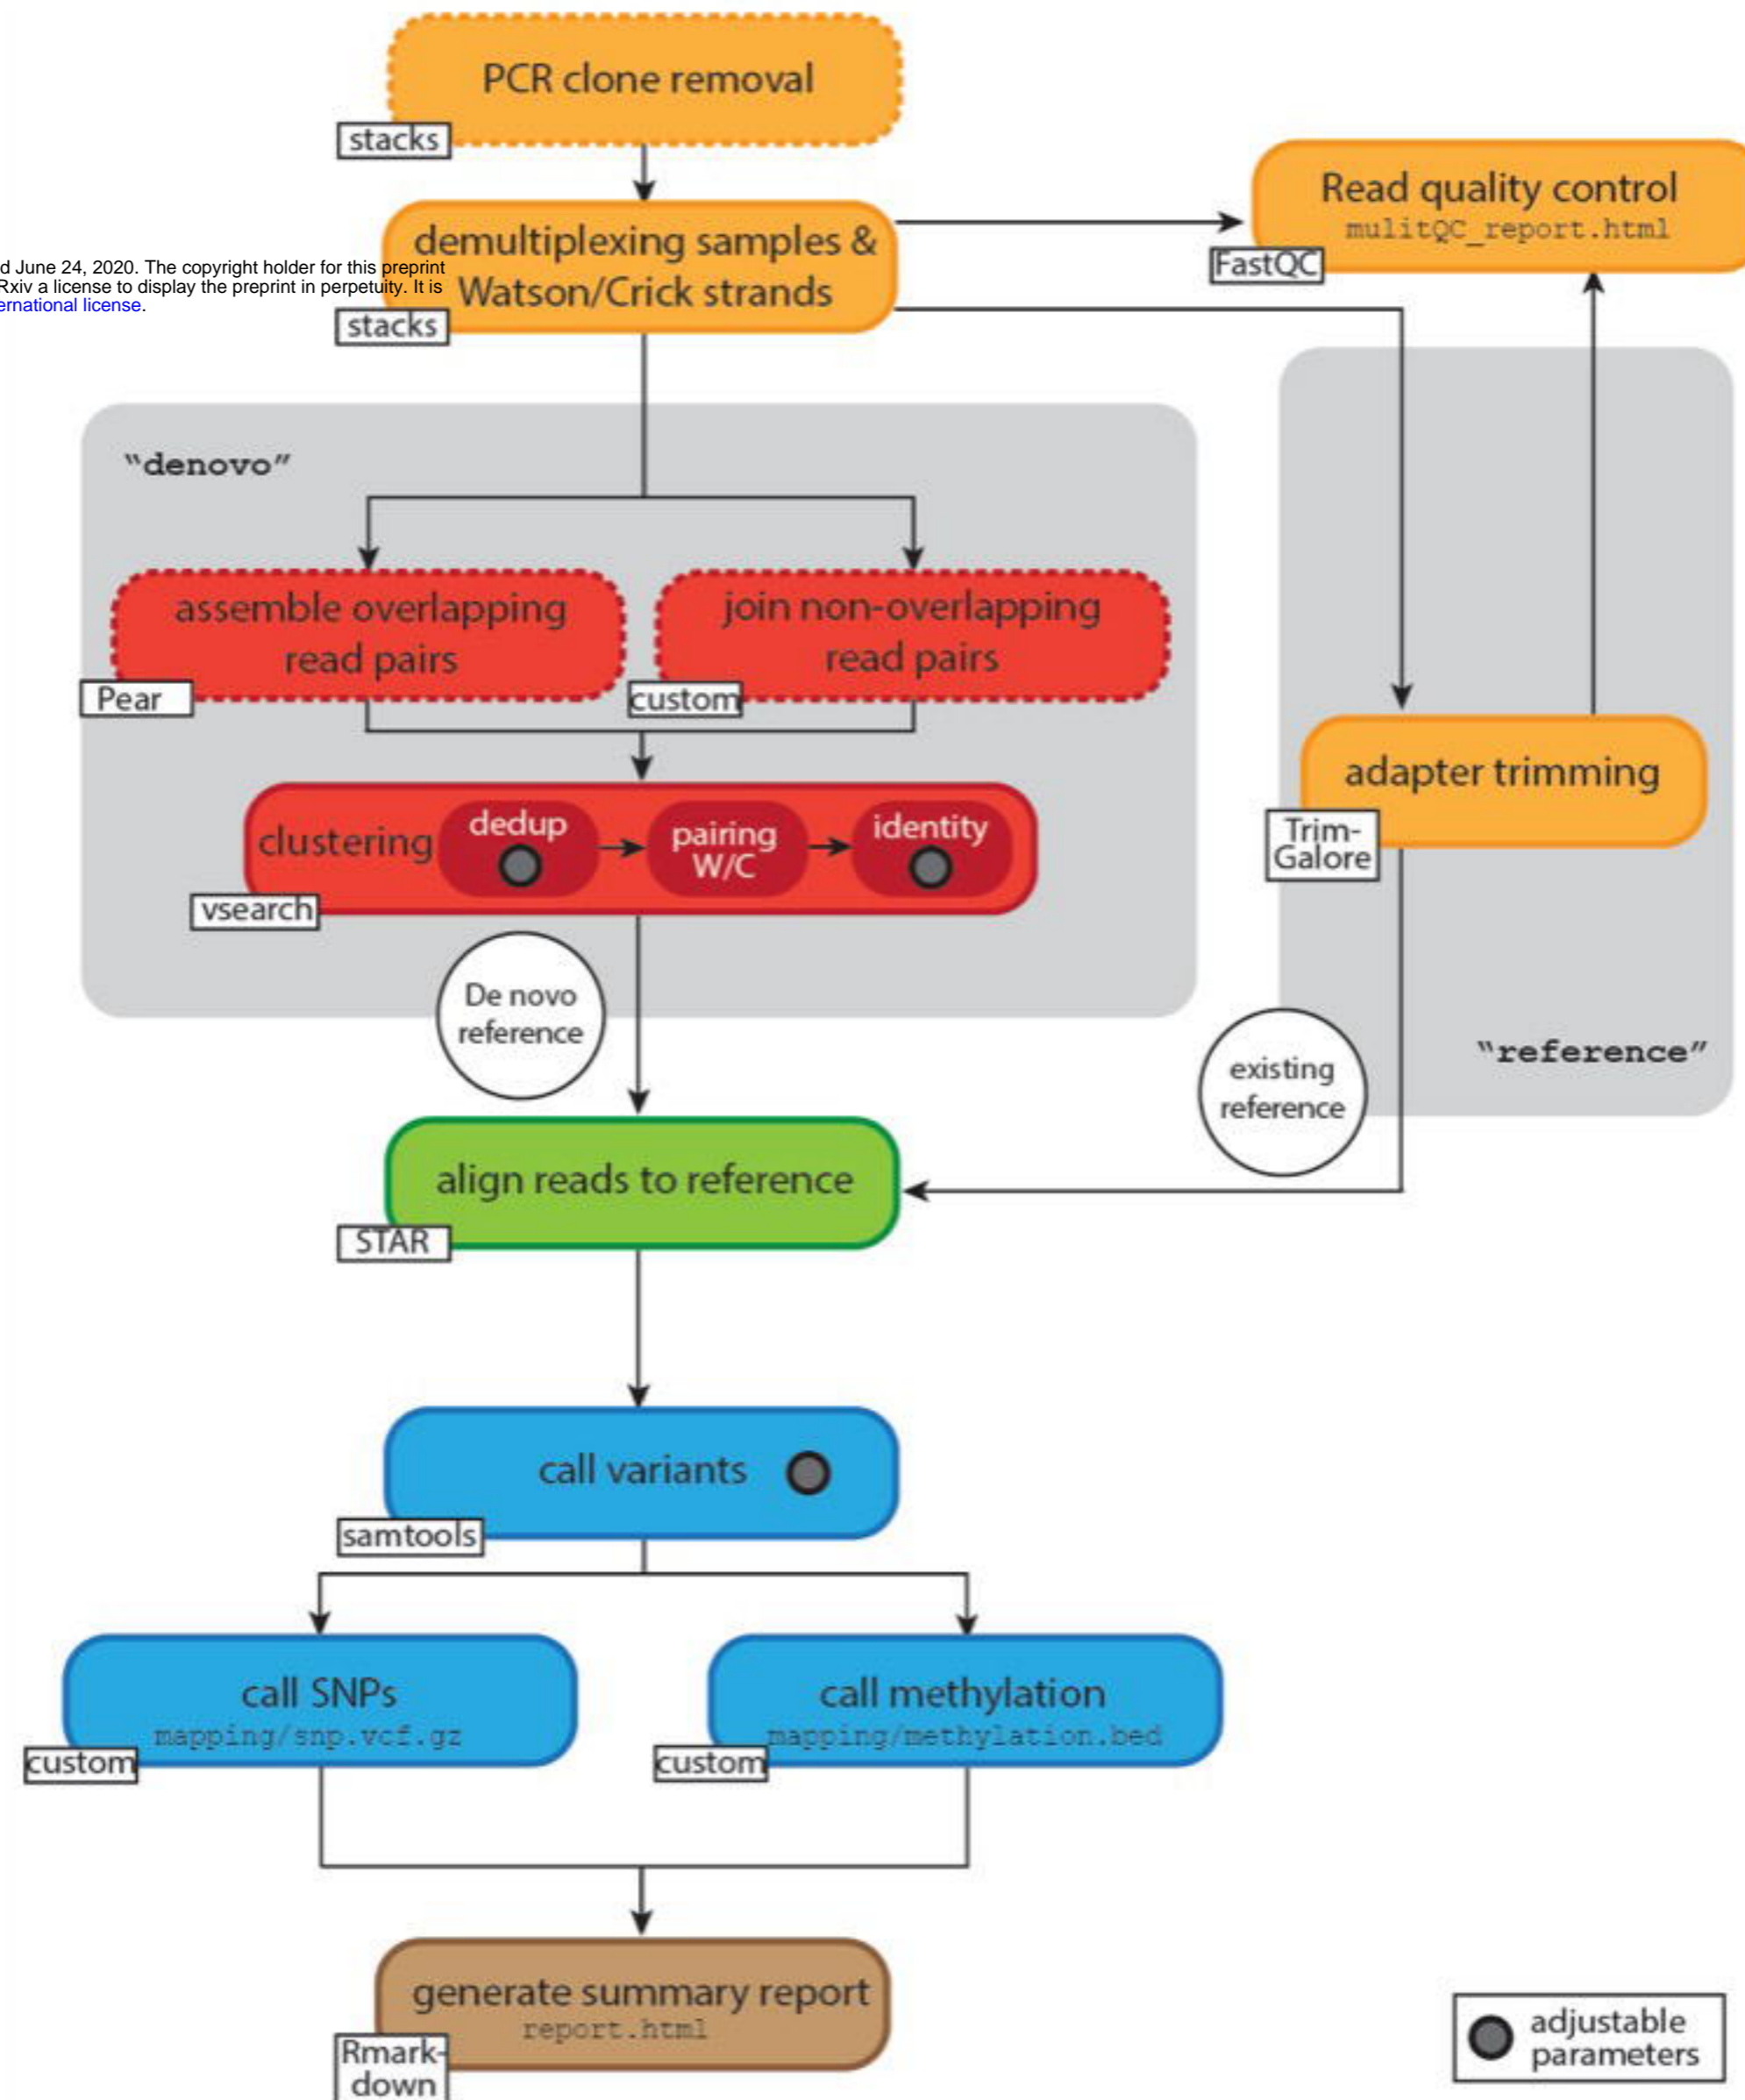 PCR clone removal
stacks
demultiplexing samples &
Watson/Crick strands
stacks
d June 24, 2020. The copyright holder for this preprint
Rxiv a license to display the preprint in perpetuity. It is
ernational license.
Read quality control
mulitQC_report.html
FastQC
"denovo"
assemble overlapping
read pairs
Pear
join non-overlapping
read pairs
custom
adapter trimming
Trim-
Galore
clustering
dedup
pairing
W/C
identity
vsearch
De novo
reference
existing
reference
"reference"
align reads to reference
STAR
call variants
samtools
call SNPs
mapping/snp.vcf.gz
custom
call methylation
mapping/methylation.bed
custom
generate summary report
report.html
Rmark-
down
adjustable
parameters